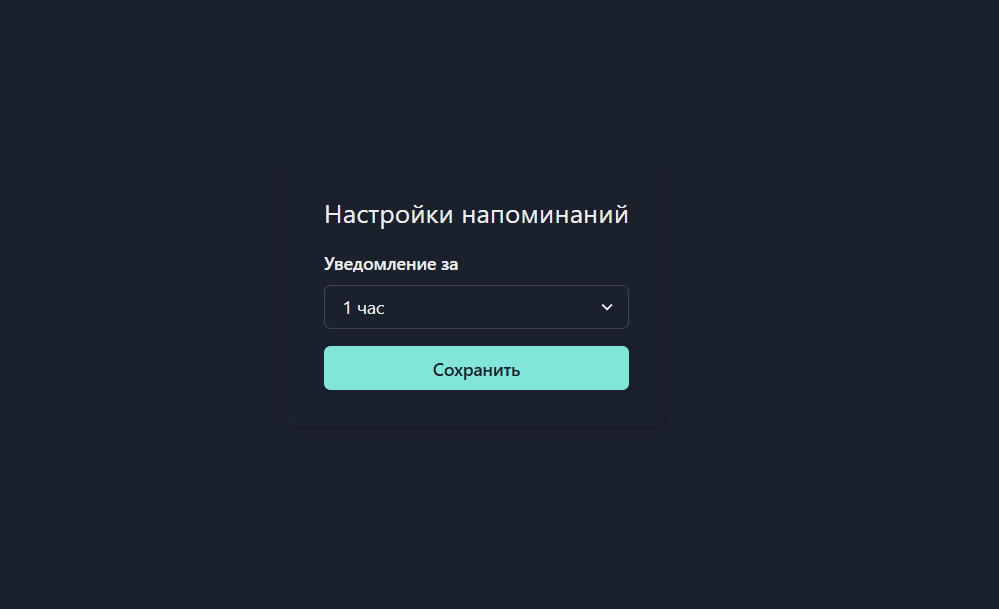 Настройки напоминаний
Уведомление за
1 час
Сохранить